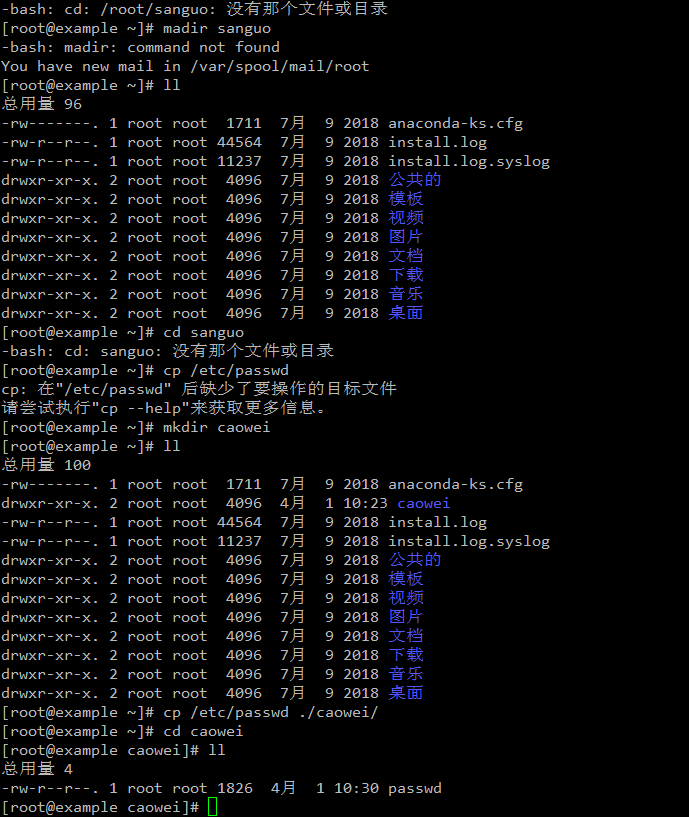 -bash: cd: /root/sanguo: 没有那个文件或目录
[root@example ~]# madir sanguo
-bash: madir: command not found
You have new mail in /var/spool/mail/root
[root@example ~]# ll
总用量 96
-rw-------. 1 root root  1711  7月  9 2018 anaconda-ks.cfg
-rw-r--r--. 1 root root 44564  7月  9 2018 install.log
-rw-r--r--. 1 root root 11237  7月  9 2018 install.log.syslog
drwxr-xr-x. 2 root root  4096  7月  9 2018 公共的
drwxr-xr-x. 2 root root  4096  7月  9 2018 模板
drwxr-xr-x. 2 root root  4096  7月  9 2018 视频
drwxr-xr-x. 2 root root  4096  7月  9 2018 图片
drwxr-xr-x. 2 root root  4096  7月  9 2018 文档
drwxr-xr-x. 2 root root  4096  7月  9 2018 下载
drwxr-xr-x. 2 root root  4096  7月  9 2018 音乐
drwxr-xr-x. 2 root root  4096  7月  9 2018 桌面
[root@example ~]# cd sanguo
-bash: cd: sanguo: 没有那个文件或目录
[root@example ~]# cp /etc/passwd
cp: 在"/etc/passwd" 后缺少了要操作的目标文件
请尝试执行"cp --help"来获取更多信息。
[root@example ~]# mkdir caowei
[root@example ~]# ll
总用量 100
-rw-------. 1 root root  1711  7月  9 2018 anaconda-ks.cfg
drwxr-xr-x. 2 root root  4096  4月  1 10:23 caowei
-rw-r--r--. 1 root root 44564  7月  9 2018 install.log
-rw-r--r--. 1 root root 11237  7月  9 2018 install.log.syslog
drwxr-xr-x. 2 root root  4096  7月  9 2018 公共的
drwxr-xr-x. 2 root root  4096  7月  9 2018 模板
drwxr-xr-x. 2 root root  4096  7月  9 2018 视频
drwxr-xr-x. 2 root root  4096  7月  9 2018 图片
drwxr-xr-x. 2 root root  4096  7月  9 2018 文档
drwxr-xr-x. 2 root root  4096  7月  9 2018 下载
drwxr-xr-x. 2 root root  4096  7月  9 2018 音乐
drwxr-xr-x. 2 root root  4096  7月  9 2018 桌面
[root@example ~]# cp /etc/passwd ./caowei/
[root@example ~]# cd caowei
[root@example caowei]# ll
总用量 4
-rw-r--r--. 1 root root 1826  4月  1 10:30 passwd
[root@example caowei]#